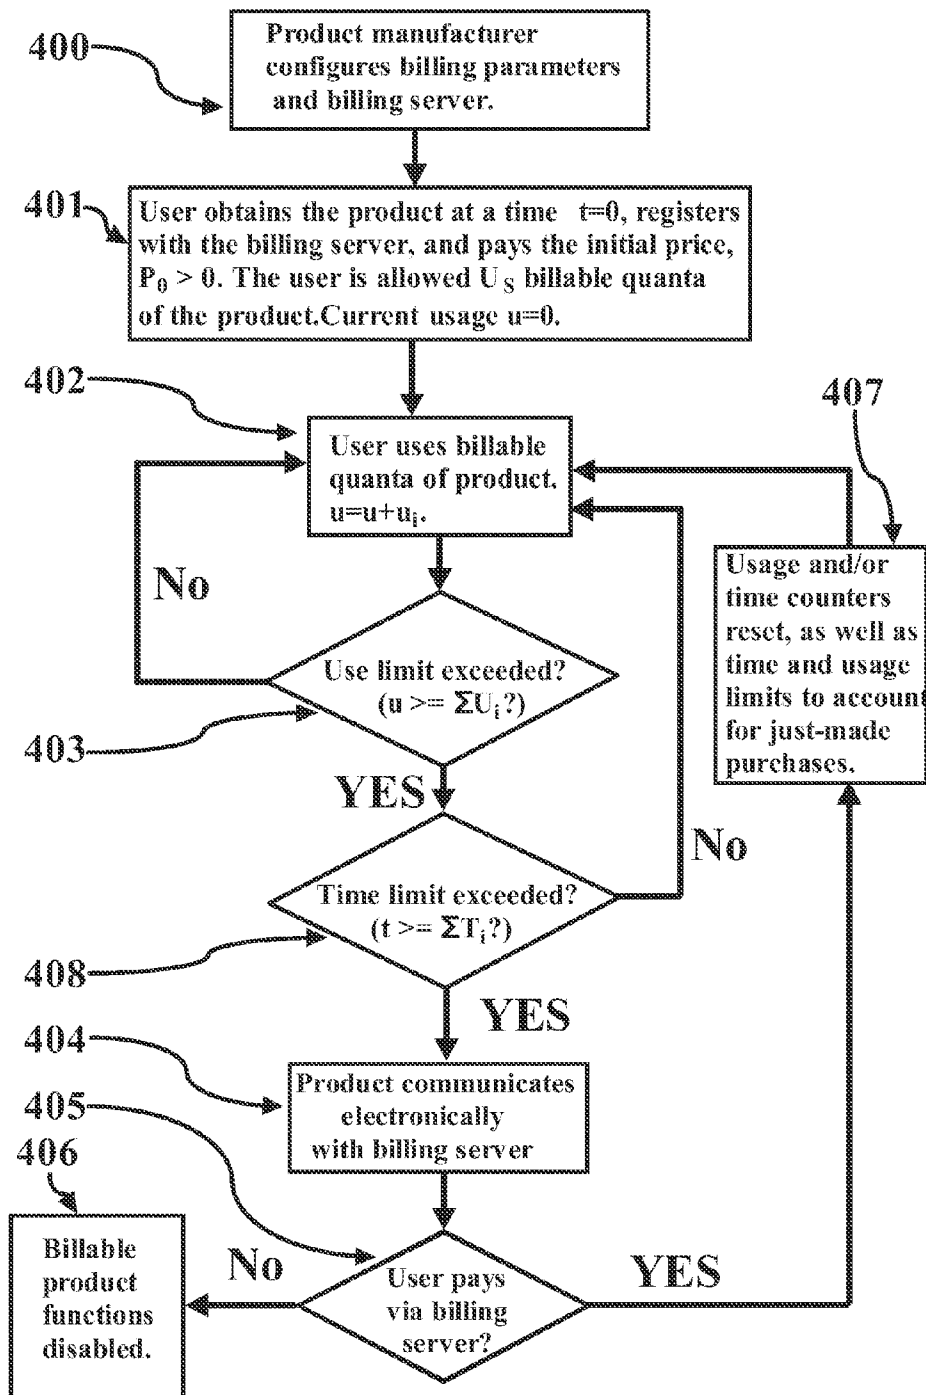 400
Product manufacturer
configures billing parameters
and billing server.
401
User obtains the product at a time t=0, registers
with the billing server, and pays the initial price,
P₀ > 0. The user is allowed U_S billable quanta
of the product.Current usage u=0.
402
User uses billable
quanta of product.
u=u+uᵢ.
407
Usage and/or
time counters
reset, as well as
time and usage
limits to account
for just-made
purchases.
No
Use limit exceeded?
(u >= ΣUᵢ?)
403
YES
No
Time limit exceeded?
(t >= ΣTᵢ?)
408
YES
404
Product communicates
electronically
with billing server
405
406
Billable
product
functions
disabled.
No
User pays
via billing
server?
YES